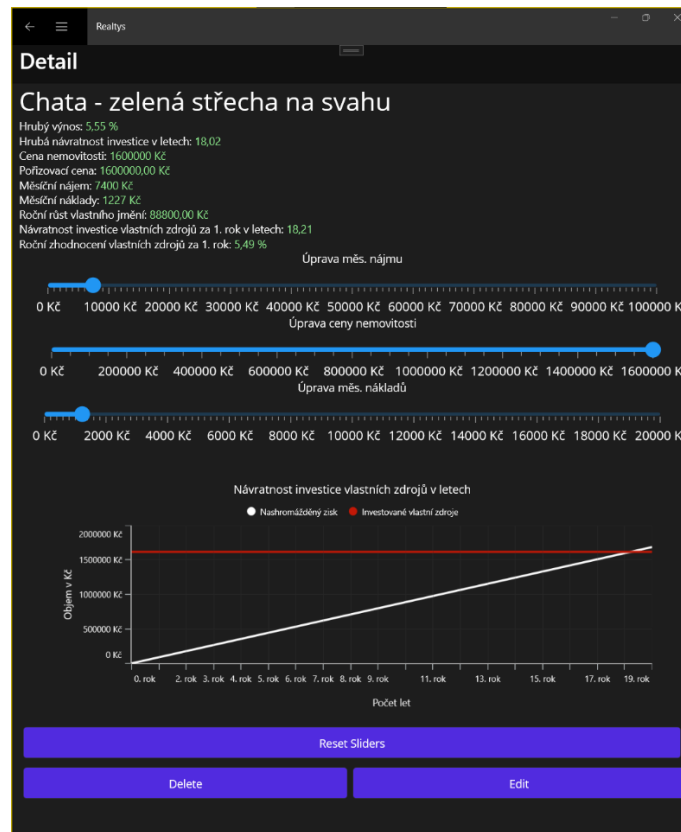 Realtys
Detail
Chata - zelená střecha na svahu
Hrubý výnos: 5,55 %
Hrubá návratnost investice v letech: 18,02
Cena nemovitosti: 1600000 Kč
Pořizovací cena: 1600000,00 Kč
Měsíční nájem: 7400 Kč
Měsíční náklady: 1227 Kč
Roční růst vlastního jmění: 88800,00 Kč
Návratnost investice vlastních zdrojů za 1. rok v letech: 18,21
Roční zhodnocení vlastních zdrojů za 1. rok: 5,49 %
Úprava měs. nájmu
0 Kč 10000 Kč 20000 Kč 30000 Kč 40000 Kč 50000 Kč 60000 Kč 70000 Kč 80000 Kč 90000 Kč 100000 K
Úprava ceny nemovitosti
0 Kč 200000 Kč 400000 Kč 600000 Kč 800000 Kč 1000000 Kč 1200000 Kč 1400000 Kč 1600000 K
Úprava měs. nákladů
0 Kč 2000 Kč 4000 Kč 6000 Kč 8000 Kč 10000 Kč 12000 Kč 14000 Kč 16000 Kč 18000 Kč 20000 K
Návratnost investice vlastních zdrojů v letech
Nashromážděný zisk Investované vlastní zdroje
Objem v Kč
2000000 Kč
1500000 Kč
1000000 Kč
500000 Kč
0 Kč
0. rok 2. rok 3. rok 4. rok 5. rok 6. rok 7. rok 8. rok 9. rok 11. rok 13. rok 15. rok 17. rok 19. rok
Počet let
Reset Sliders
Delete Edit